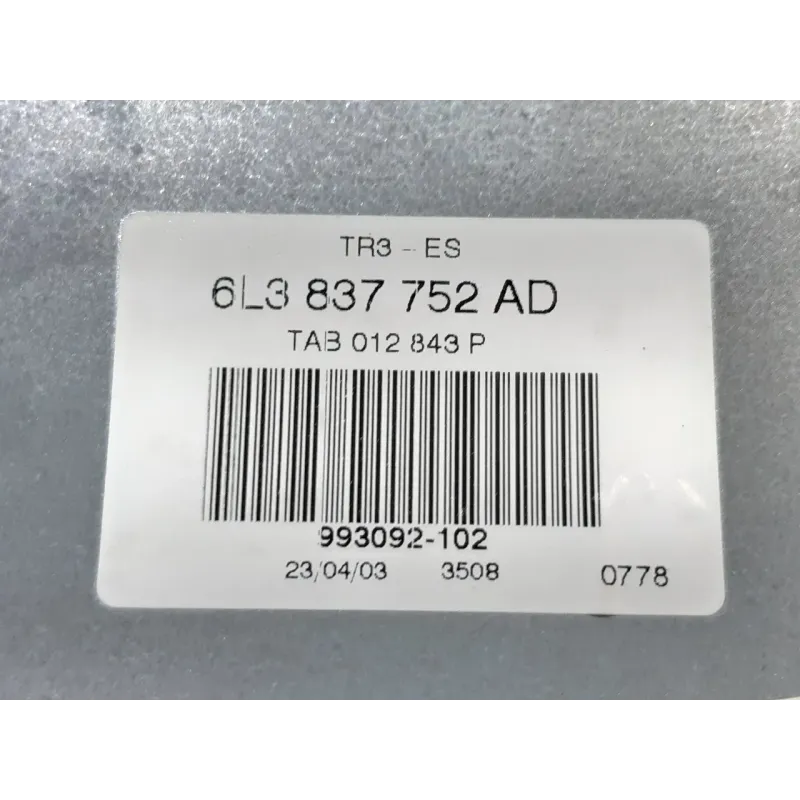 TR3 - ES
6L3 837 752 AD
TAB 012 843 P
993092-102
23/04/03 3508 0778